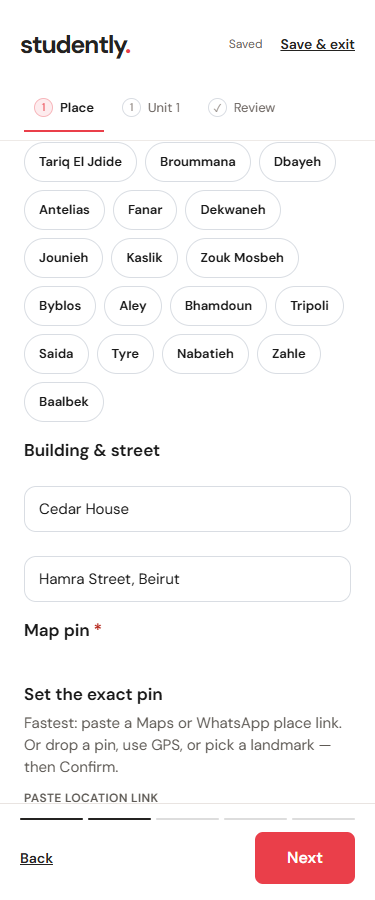 studently.
Saved Save & exit
1 Place 1 Unit 1 ✓ Review
Tariq El Jdide Broummana Dbayeh
Antelias Fanar Dekwaneh
Jounieh Kaslik Zouk Mosbeh
Byblos Aley Bhamdoun Tripoli
Saida Tyre Nabatieh Zahle
Baalbek
Building & street
Cedar House
Hamra Street, Beirut
Map pin *
Set the exact pin
Fastest: paste a Maps or WhatsApp place link.
Or drop a pin, use GPS, or pick a landmark —
then Confirm.
PASTE LOCATION LINK
Back Next